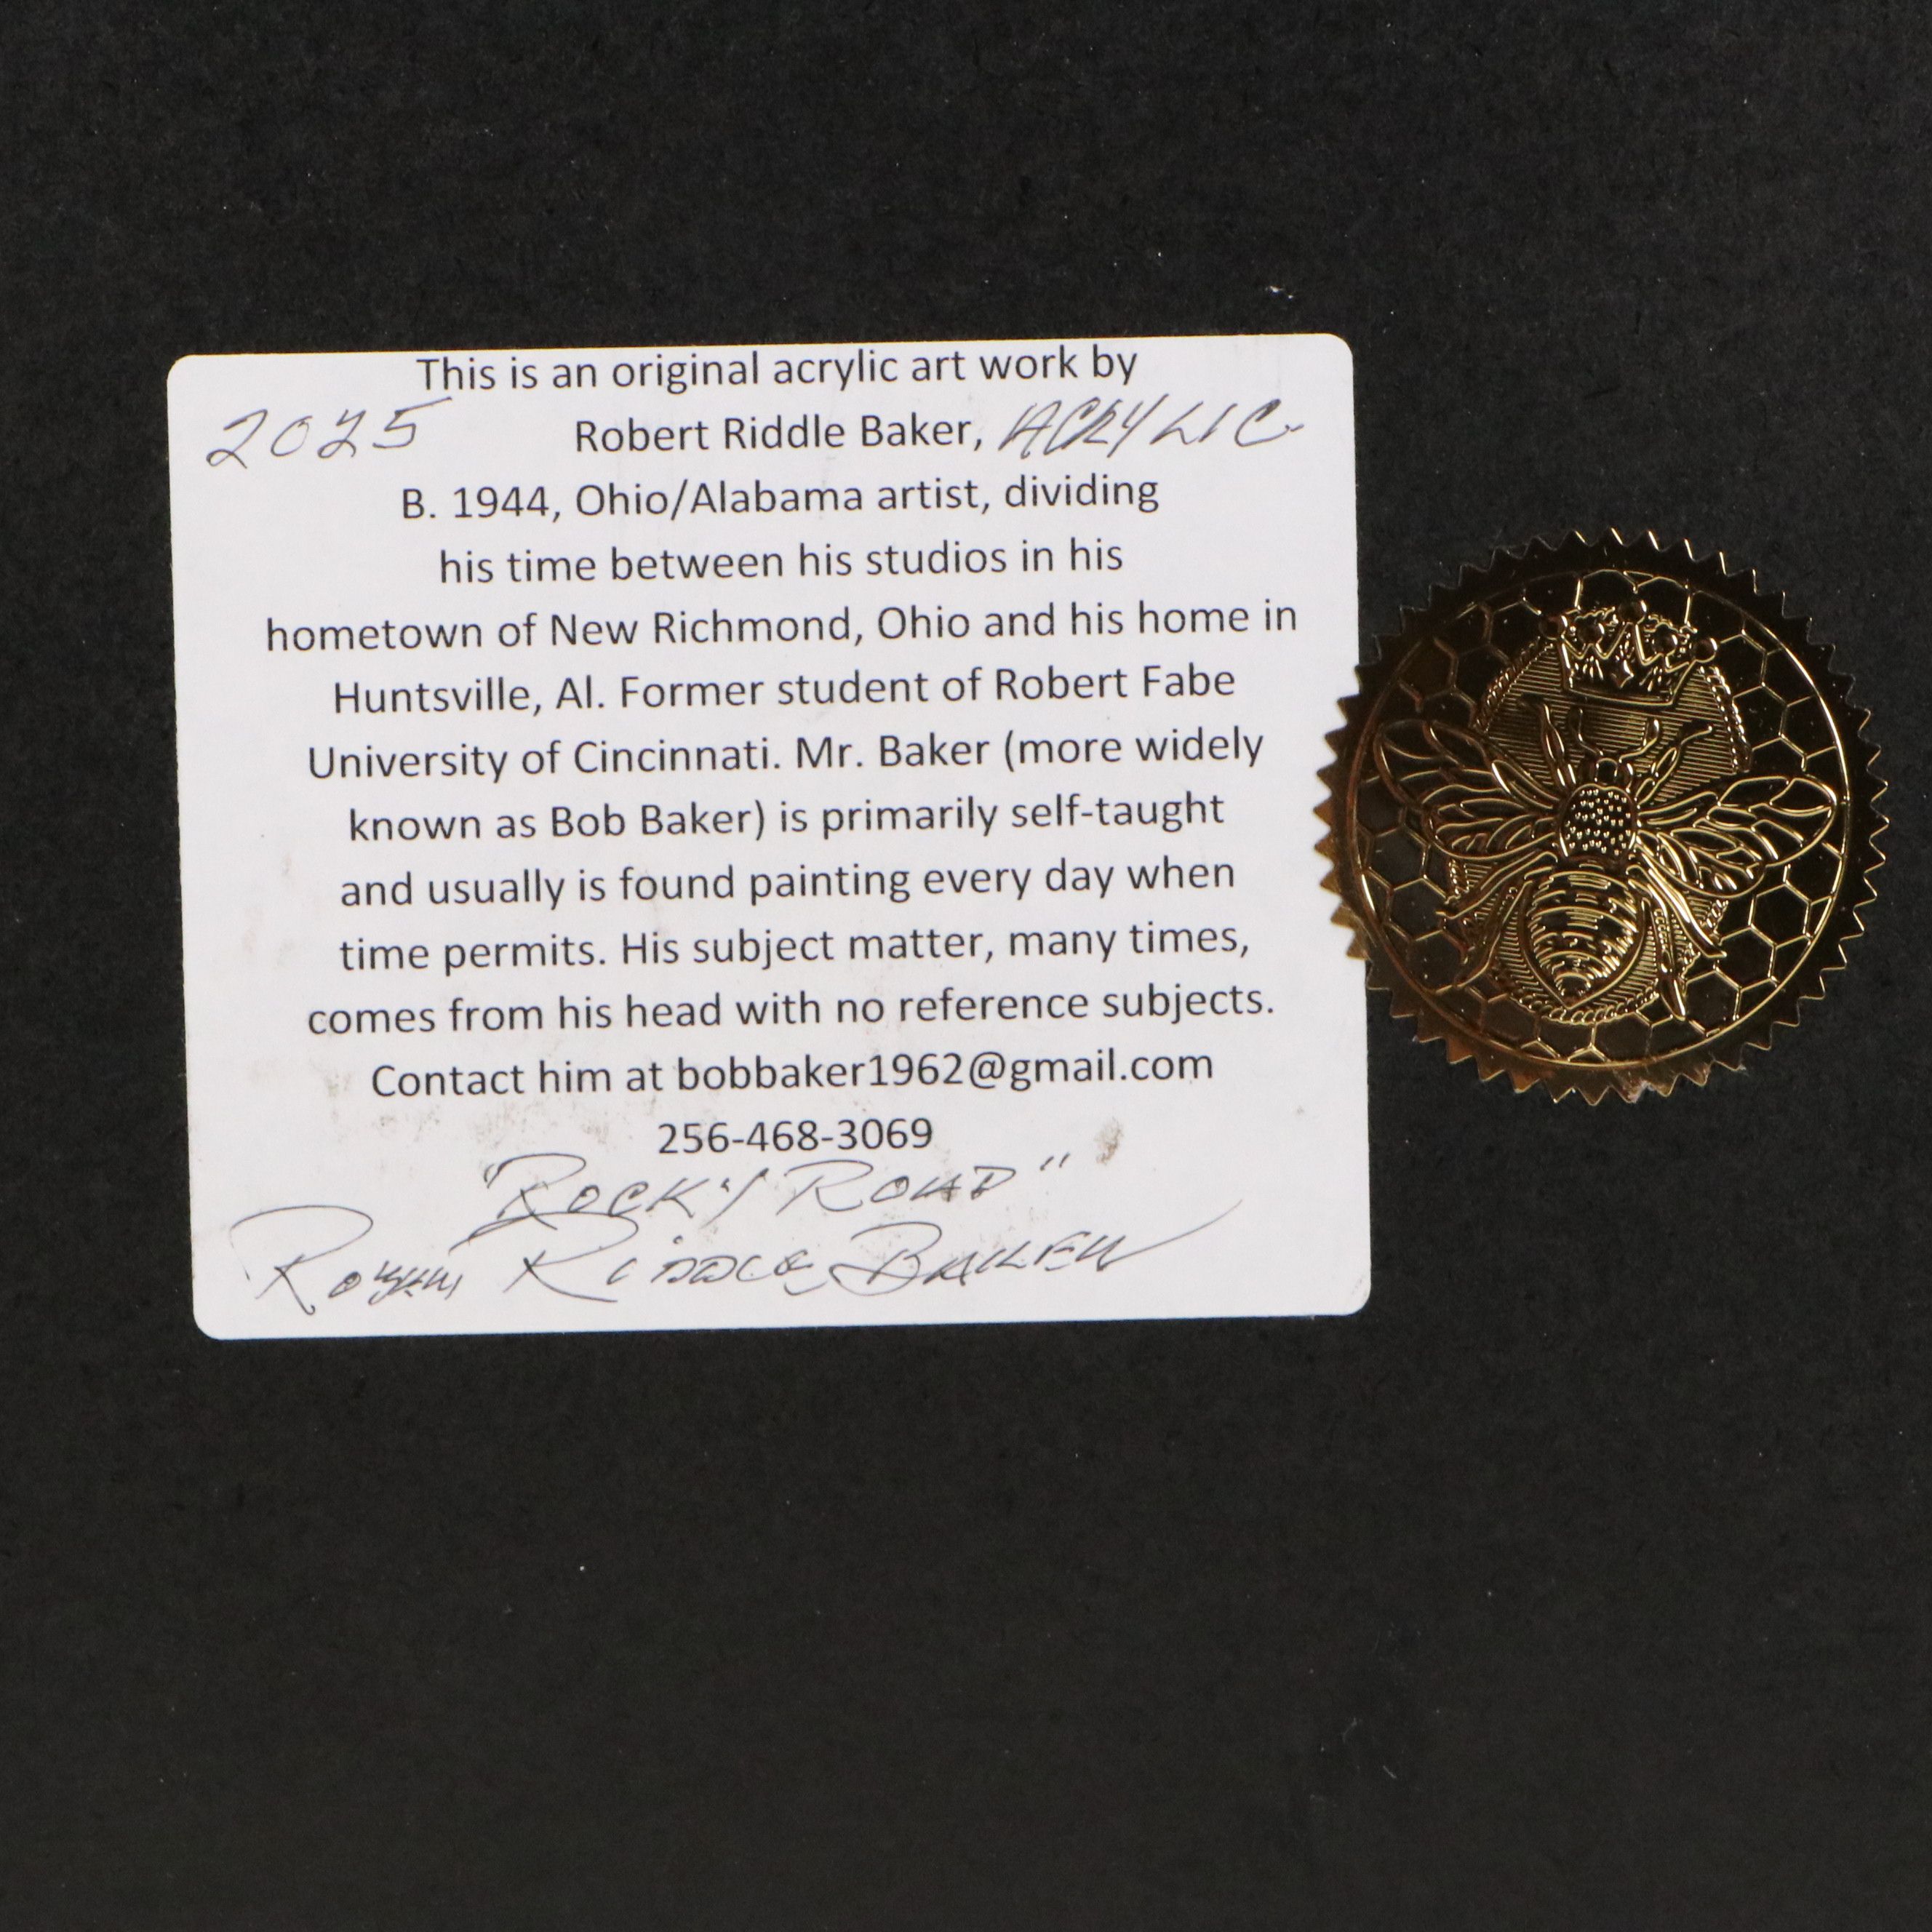 This is an original acrylic art work by
2025 Robert Riddle Baker, ACRYLIC
B. 1944, Ohio/Alabama artist, dividing
his time between his studios in his
hometown of New Richmond, Ohio and his home in
Huntsville, Al. Former student of Robert Fabe
University of Cincinnati. Mr. Baker (more widely
known as Bob Baker) is primarily self-taught
and usually is found painting every day when
time permits. His subject matter, many times,
comes from his head with no reference subjects.
Contact him at bobbaker1962@gmail.com
256-468-3069
"ROCKY ROAD"
Robert Riddle Baker